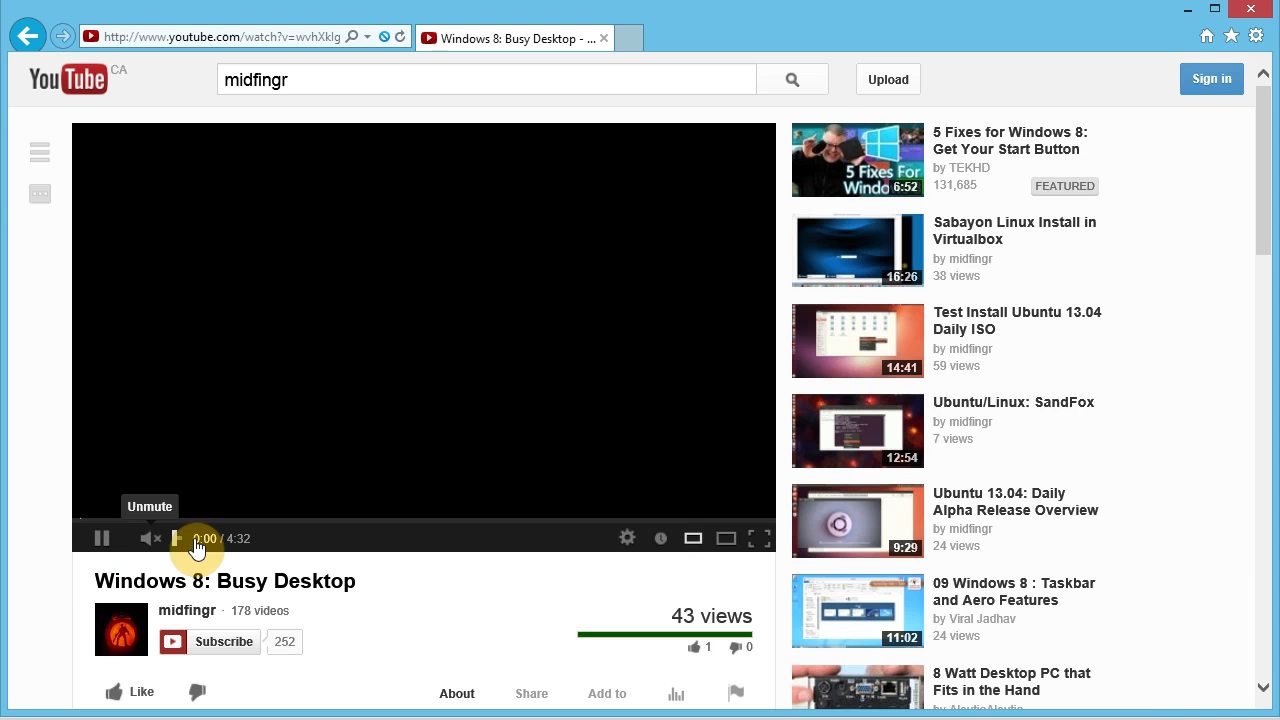 http://www.youtube.com/watch?v=wvhXklg
Windows 8: Busy Desktop - ...
YouTube CA
midfingr
Upload
Sign in
Unmute
0:00 / 4:32
Windows 8: Busy Desktop
midfingr · 178 videos
Subscribe 252
43 views
1 0
Like
About
Share
Add to
5 Fixes For
Windo
6:52
5 Fixes for Windows 8:
Get Your Start Button
by TEKHD
131,685
FEATURED
16:26
Sabayon Linux Install in
Virtualbox
by midfingr
38 views
14:41
Test Install Ubuntu 13.04
Daily ISO
by midfingr
59 views
12:54
Ubuntu/Linux: SandFox
by midfingr
7 views
9:29
Ubuntu 13.04: Daily
Alpha Release Overview
by midfingr
24 views
11:02
09 Windows 8 : Taskbar
and Aero Features
by Viral Jadhav
24 views
8 Watt Desktop PC that
Fits in the Hand